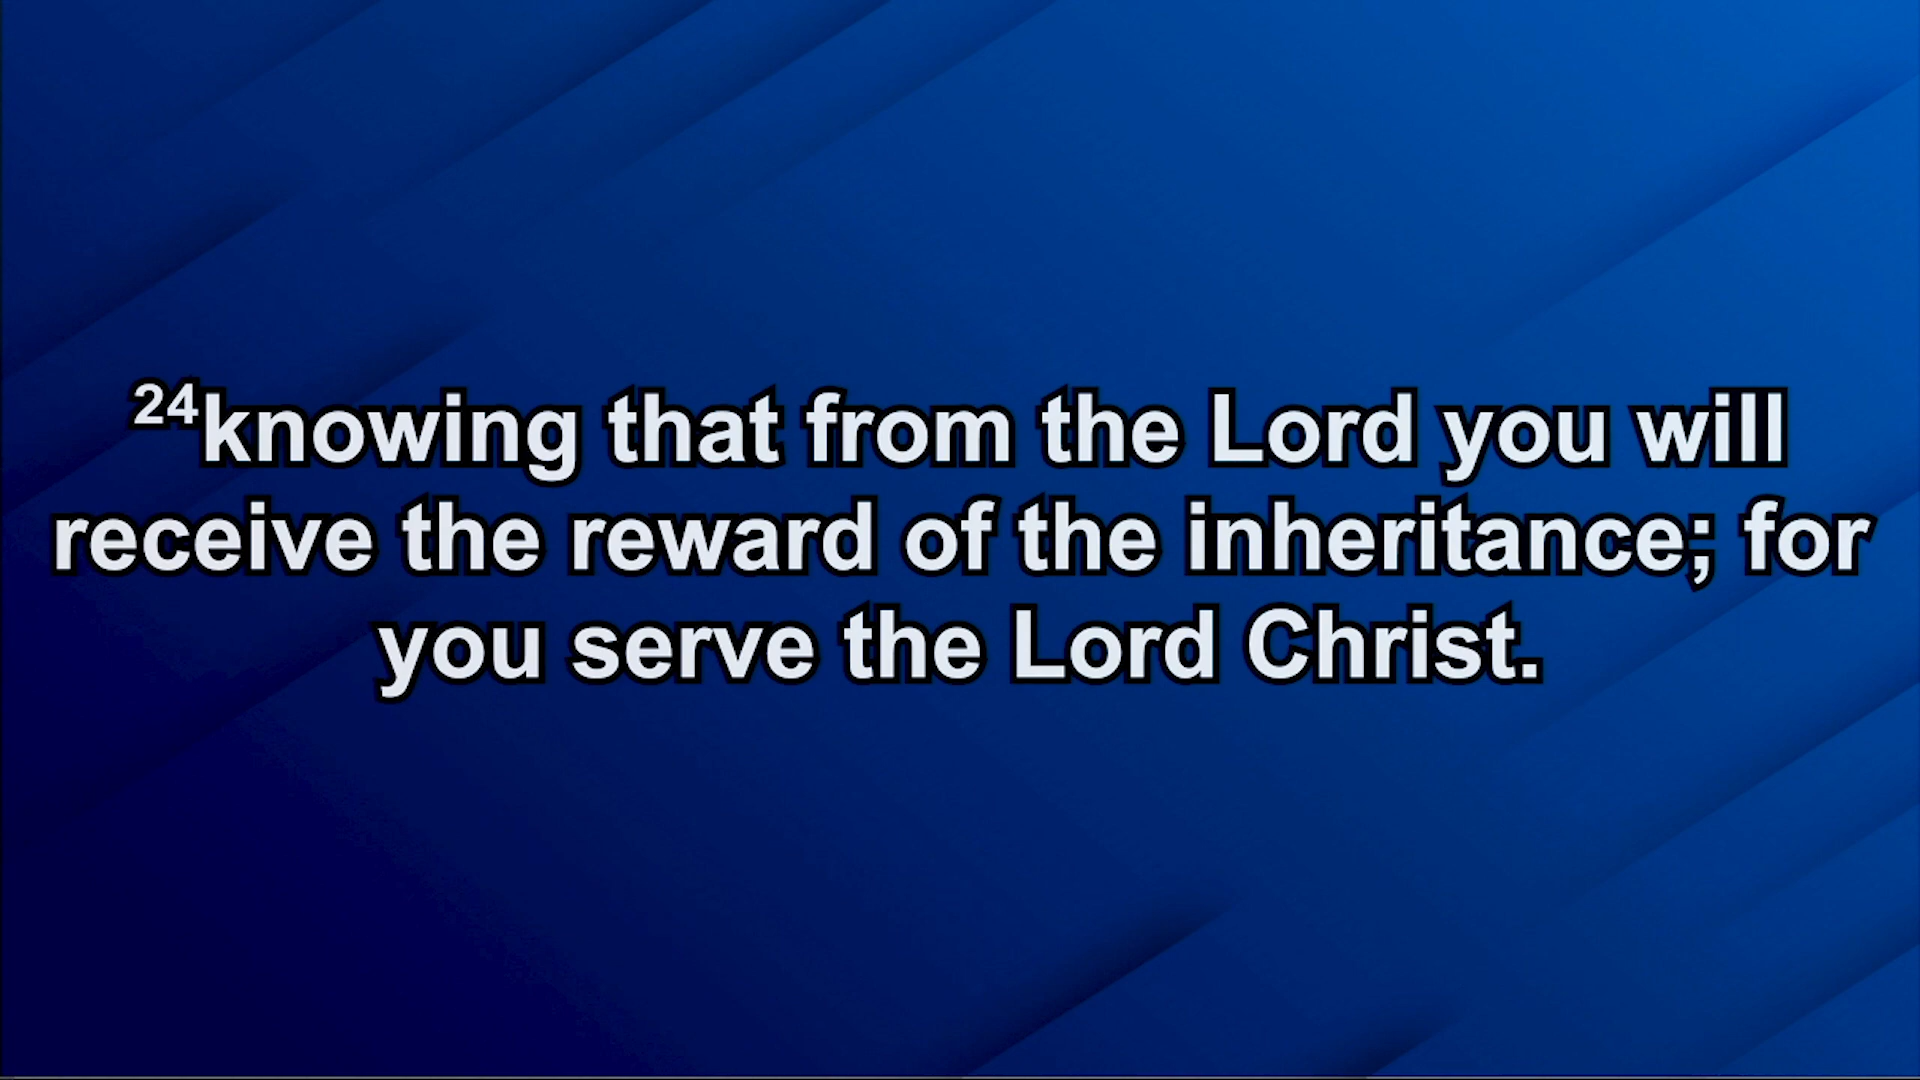 24knowing that from the Lord you will
receive the reward of the inheritance; for
you serve the Lord Christ.